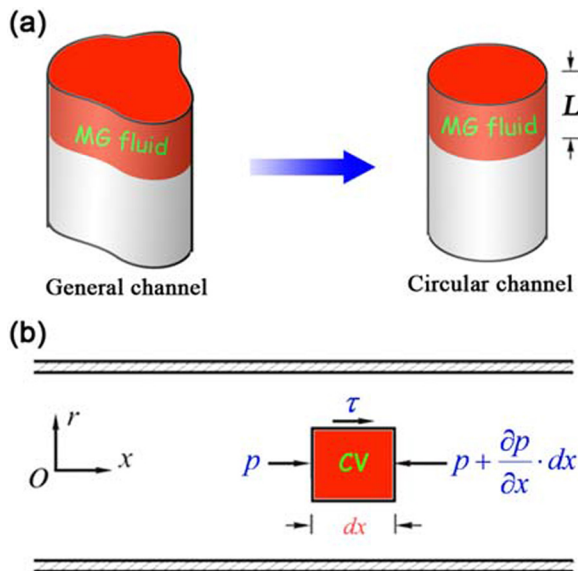 (a)
MG fluid
MG fluid
L
General channel
Circular channel
(b)
r
τ
O
x
p
CV
p + ∂p/∂x · dx
dx